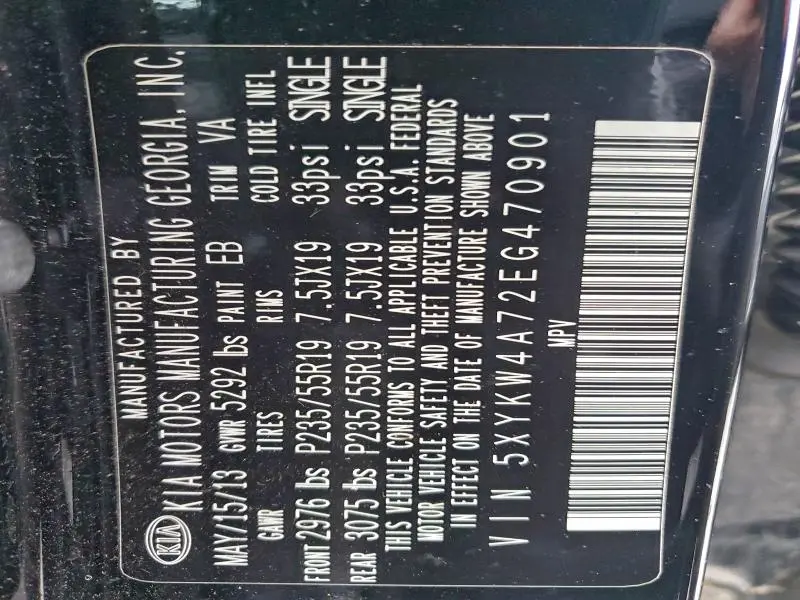 MANUFACTURED BY
KIA KIA MOTORS MANUFACTURING GEORGIA, INC.
MAY/15/13 GVWR 5292 lbs PAINT EB TRIM VA
GAWR TIRES RIMS COLD TIRE INFL
FRONT 2976 lbs P235/55R19 7.5JX19 33psi SINGLE
REAR 3075 lbs P235/55R19 7.5JX19 33psi SINGLE
THIS VEHICLE CONFORMS TO ALL APPLICABLE U.S.A. FEDERAL
MOTOR VEHICLE SAFETY AND THEFT PREVENTION STANDARDS
IN EFFECT ON THE DATE OF MANUFACTURE SHOWN ABOVE
VIN 5XYKW4A72EG470901
MPV